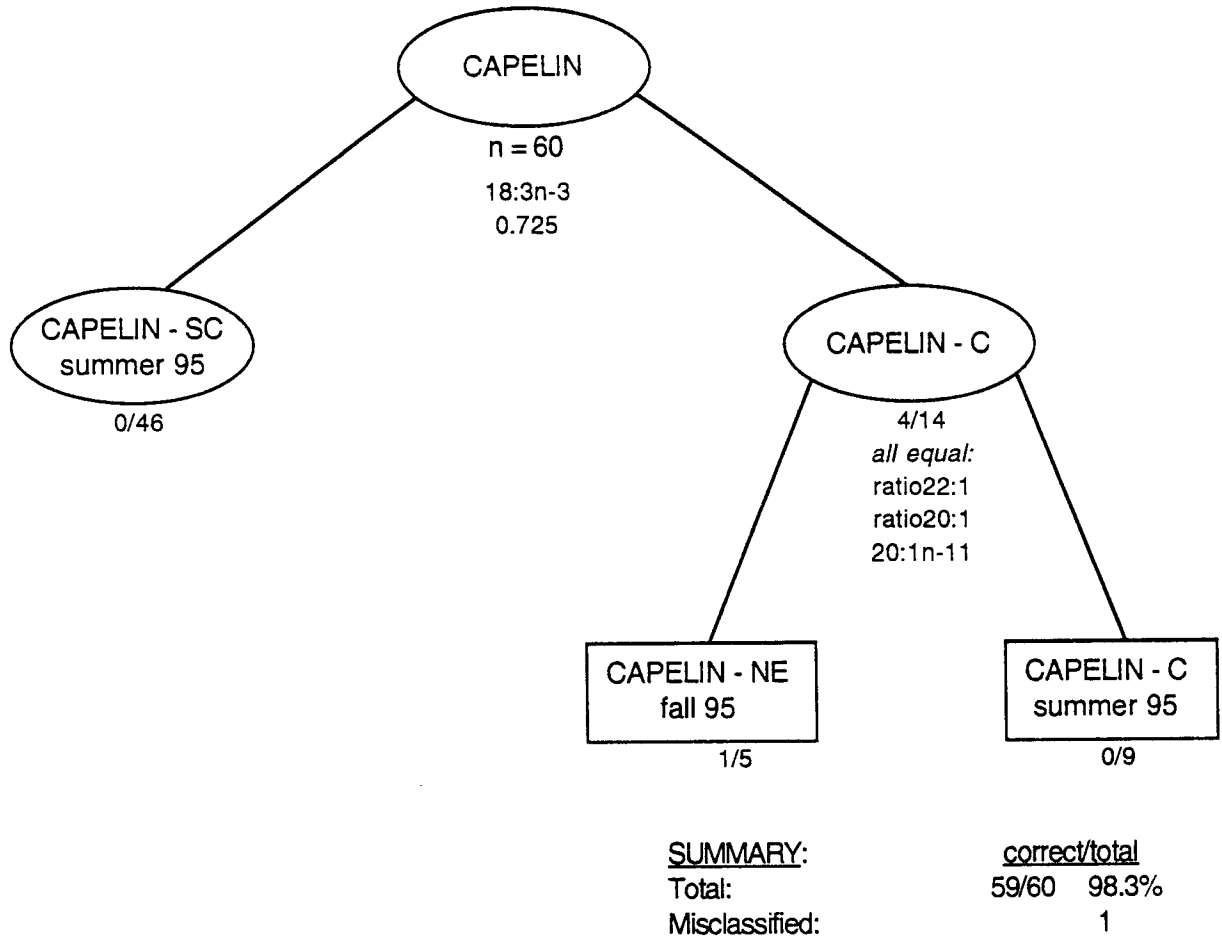 CAPELIN
n = 60
18:3n-3
0.725
CAPELIN - SC
summer 95
0/46
CAPELIN - C
4/14
all equal:
ratio22:1
ratio20:1
20:1n-11
CAPELIN - NE
fall 95
1/5
CAPELIN - C
summer 95
0/9
SUMMARY: correct/total
Total: 59/60 98.3%
Misclassified: 1